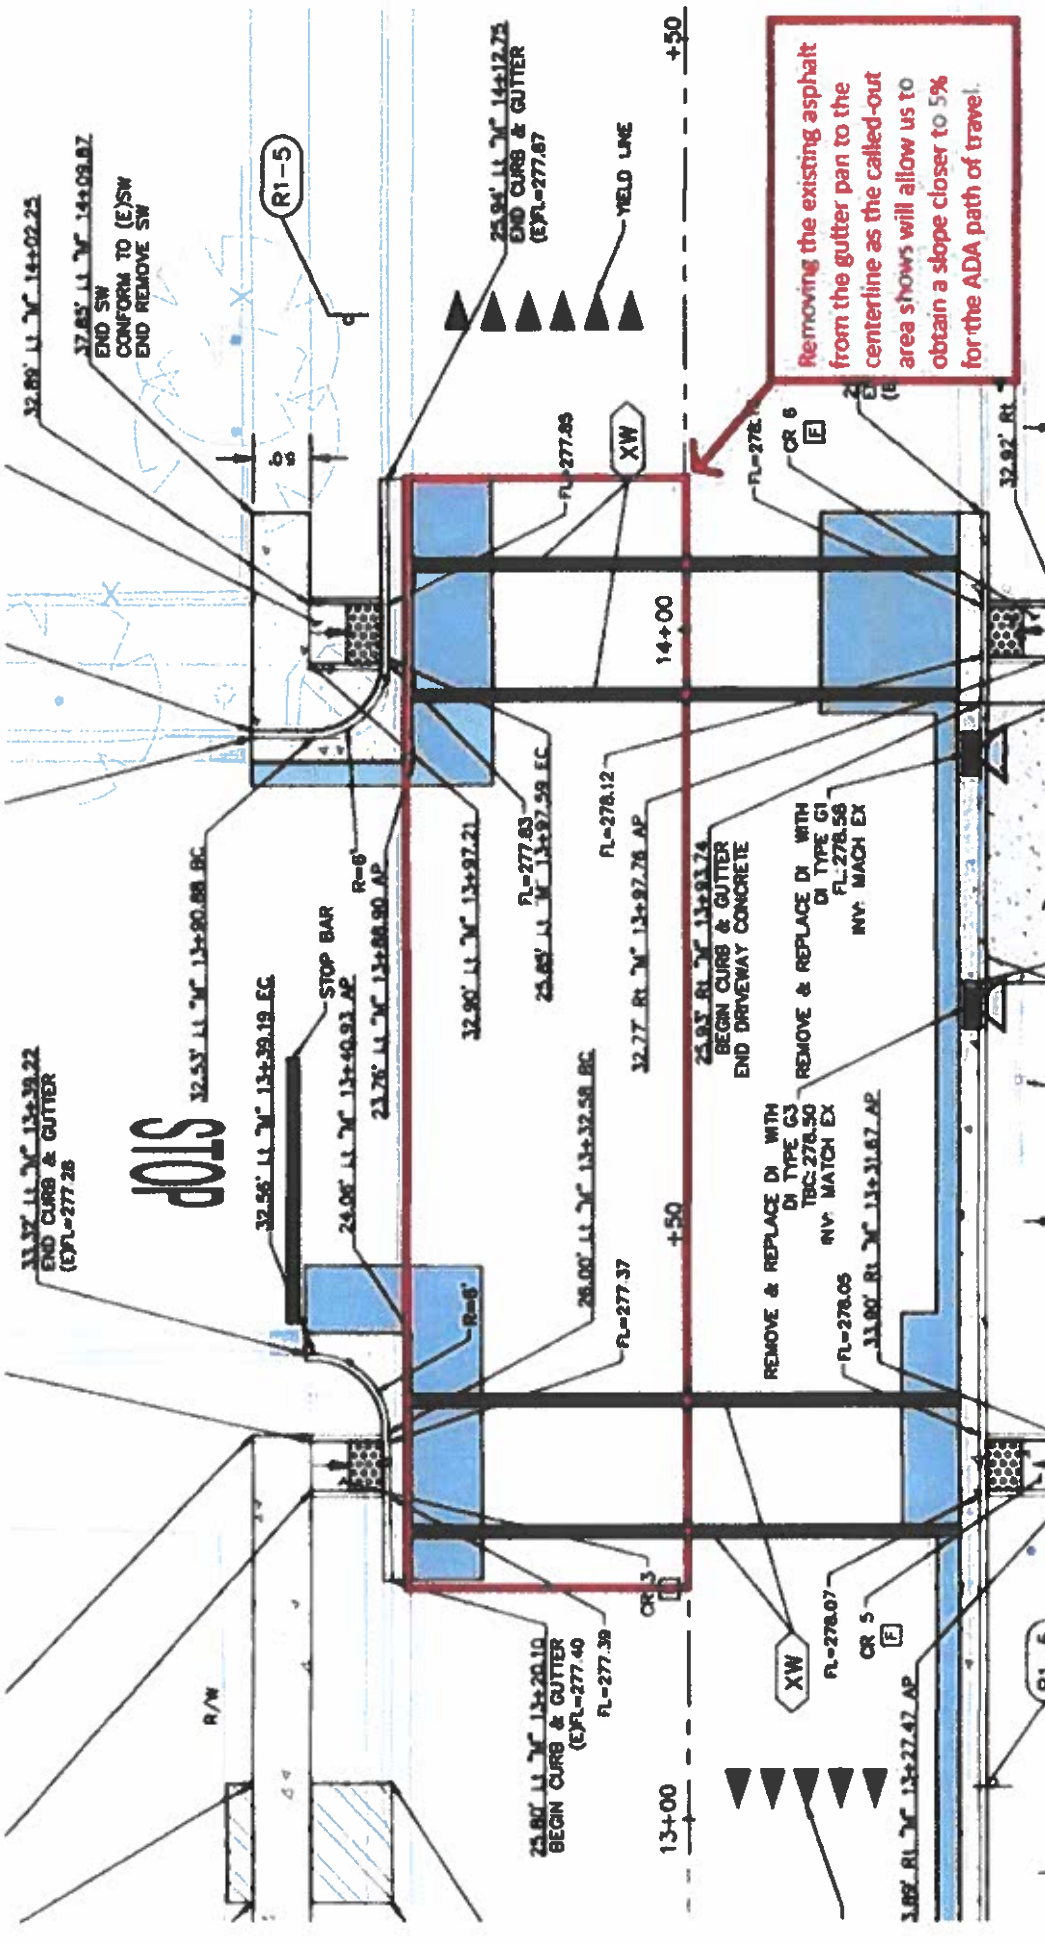 33.32' Lt "M" 13+39.22
END CURB & GUTTER
(E)FL=277.28
STOP
32.53' Lt "M" 13+90.88 BC
32.89' Lt "M" 14+02.25
37.85' Lt "M" 14+09.87
END SW
CONFORM TO (E)SW
END REMOVE SW
R1-5
8'
R/W
32.56' Lt "M" 13+39.19 EC
STOP BAR
R=6'
24.06' Lt "M" 13+40.93 AP
23.76' Lt "M" 13+88.90 AP
25.94' Lt "M" 14+12.75
END CURB & GUTTER
(E)FL=277.87
YIELD LINE
R=6'
32.90' Lt "M" 13+97.21
FL=277.83
25.85' Lt "M" 13+97.59 EC
FL=277.85
XW
25.80' Lt "M" 13+20.10
BEGIN CURB & GUTTER
(E)FL=277.40
FL=277.39
26.00' Lt "M" 13+32.58 BC
FL=277.37
FL=278.12
CR 3
13+00
+50
14+00
+50
32.77' Rt "M" 13+97.76 AP
25.93' Rt "M" 13+93.74
BEGIN CURB & GUTTER
END DRIVEWAY CONCRETE
FL=278.
CR 6
F
Removing the existing asphalt
from the gutter pan to the
centerline as the called-out
area shows will allow us to
obtain a slope closer to 5%
for the ADA path of travel.
REMOVE & REPLACE DI WITH
DI TYPE G3
TBC:278.50
INV: MATCH EX
REMOVE & REPLACE DI WITH
DI TYPE G1
FL:278.58
INV: MACH EX
XW
FL=278.07
CR 5
F
FL=278.05
33.80' Rt "M" 13+31.67 AP
3.89' Rt "M" 13+27.47 AP
32.92' Rt